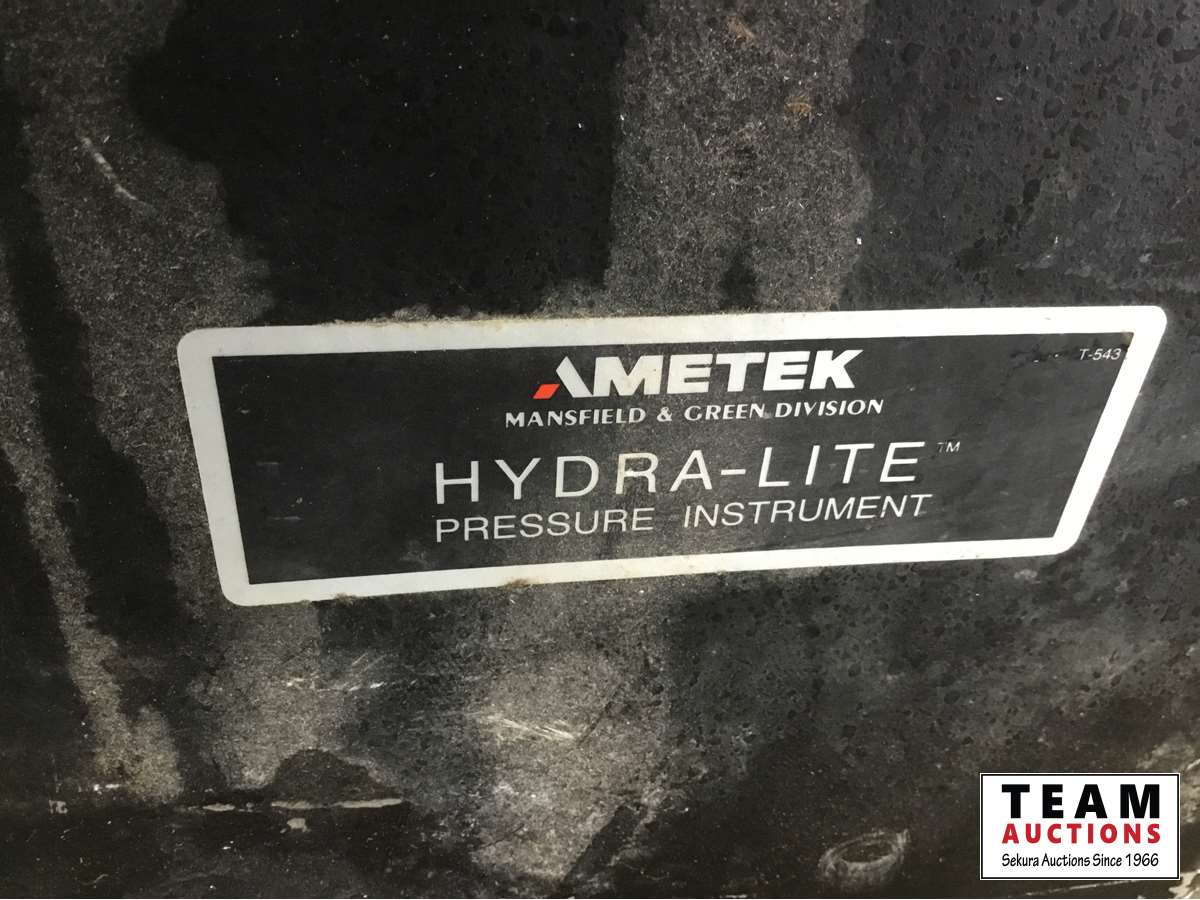 T-543
AMETEK
MANSFIELD & GREEN DIVISION
HYDRA-LITE™
PRESSURE INSTRUMENT
TEAM
AUCTIONS
Sekura Auctions Since 1966